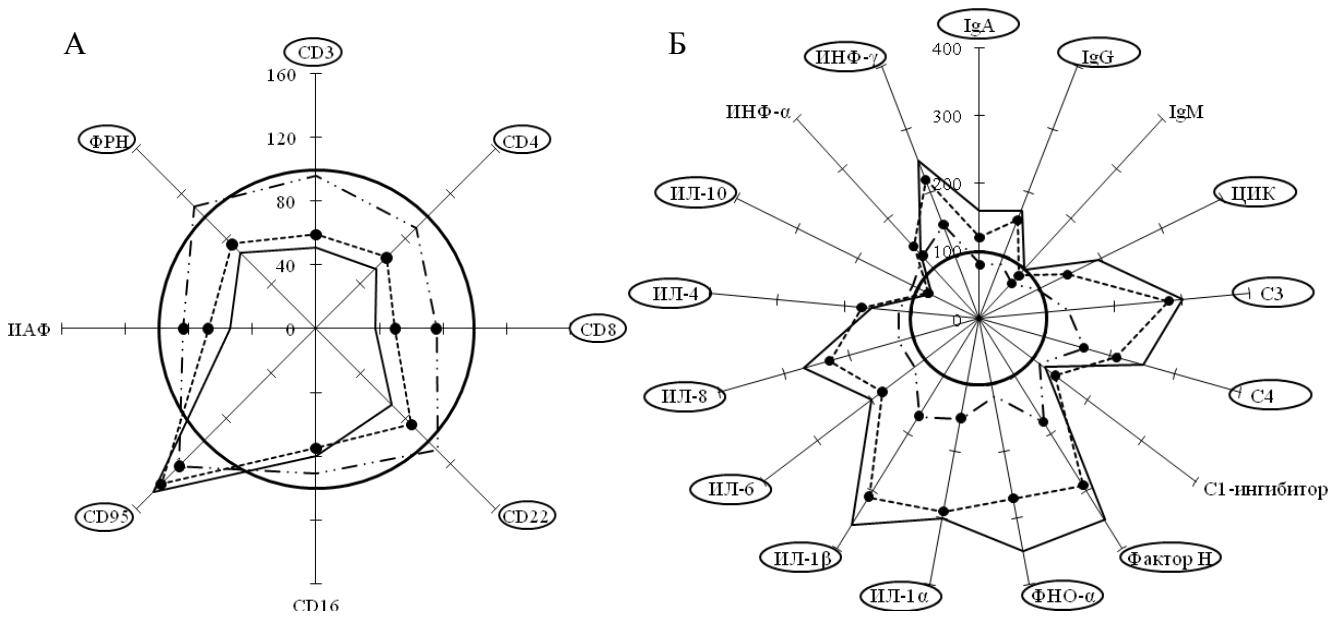 А
CD3
160
120
80
40
0
ФРН
CD4
ИАФ
CD8
CD95
CD22
CD16
Б
IgA
400
300
200
100
0
ИНФ-γ
IgG
ИНФ-α
IgM
ИЛ-10
ЦИК
ИЛ-4
С3
ИЛ-8
С4
ИЛ-6
С1-ингибитор
ИЛ-1β
Фактор Н
ИЛ-1α
ФНО-α